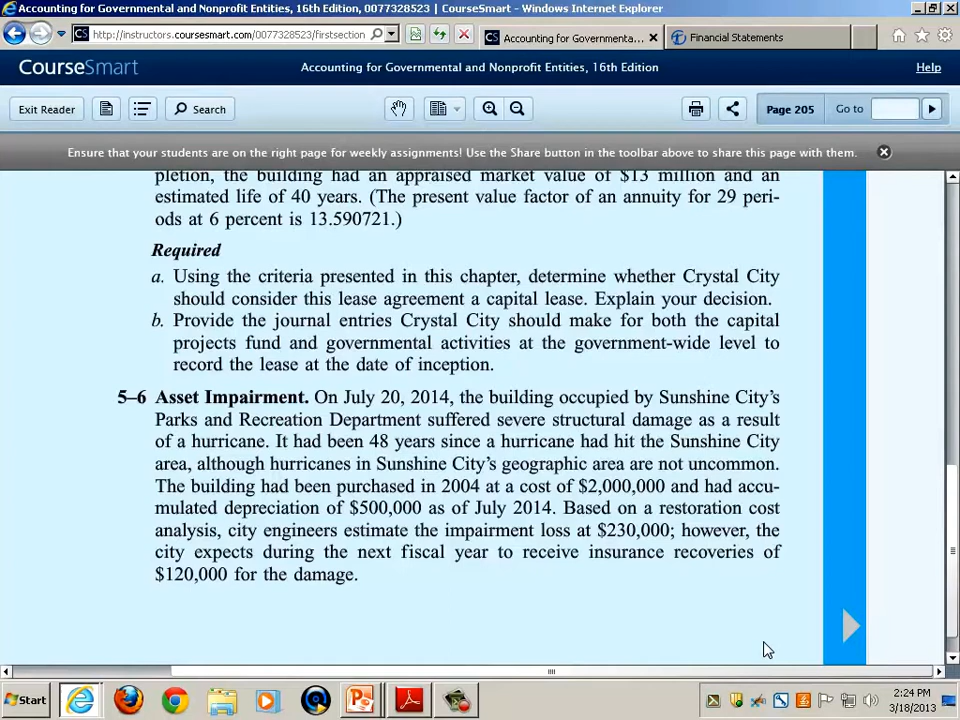 Accounting for Governmental and Nonprofit Entities, 16th Edition, 0077328523 | CourseSmart - Windows Internet Explorer
http://instructors.coursesmart.com/0077328523/firstsection
CS Accounting for Governmenta...
Financial Statements
CourseSmart
Accounting for Governmental and Nonprofit Entities, 16th Edition
Help
Exit Reader
Search
Page 205
Go to
Ensure that your students are on the right page for weekly assignments! Use the Share button in the toolbar above to share this page with them.
pletion, the building had an appraised market value of $13 million and an
estimated life of 40 years. (The present value factor of an annuity for 29 peri-
ods at 6 percent is 13.590721.)
Required
a. Using the criteria presented in this chapter, determine whether Crystal City
should consider this lease agreement a capital lease. Explain your decision.
b. Provide the journal entries Crystal City should make for both the capital
projects fund and governmental activities at the government-wide level to
record the lease at the date of inception.
5–6 Asset Impairment. On July 20, 2014, the building occupied by Sunshine City's
Parks and Recreation Department suffered severe structural damage as a result
of a hurricane. It had been 48 years since a hurricane had hit the Sunshine City
area, although hurricanes in Sunshine City's geographic area are not uncommon.
The building had been purchased in 2004 at a cost of $2,000,000 and had accu-
mulated depreciation of $500,000 as of July 2014. Based on a restoration cost
analysis, city engineers estimate the impairment loss at $230,000; however, the
city expects during the next fiscal year to receive insurance recoveries of
$120,000 for the damage.
Start
2:24 PM
3/18/2013